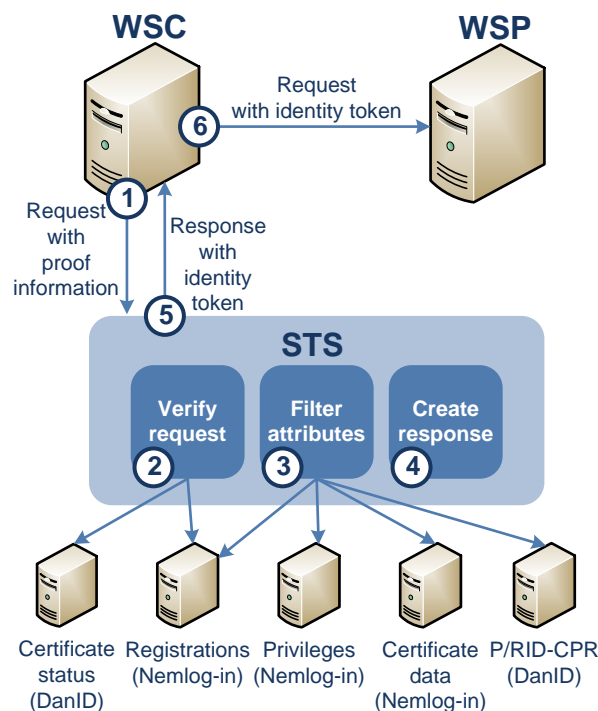 WSC
WSP
Request
with identity token
6
1
Request
with
proof
information
Response
with
identity
token
5
STS
Verify
request
2
Filter
attributes
3
Create
response
4
Certificate
status
(DanID)
Registrations
(Nemlog-in)
Privileges
(Nemlog-in)
Certificate
data
(Nemlog-in)
P/RID-CPR
(DanID)